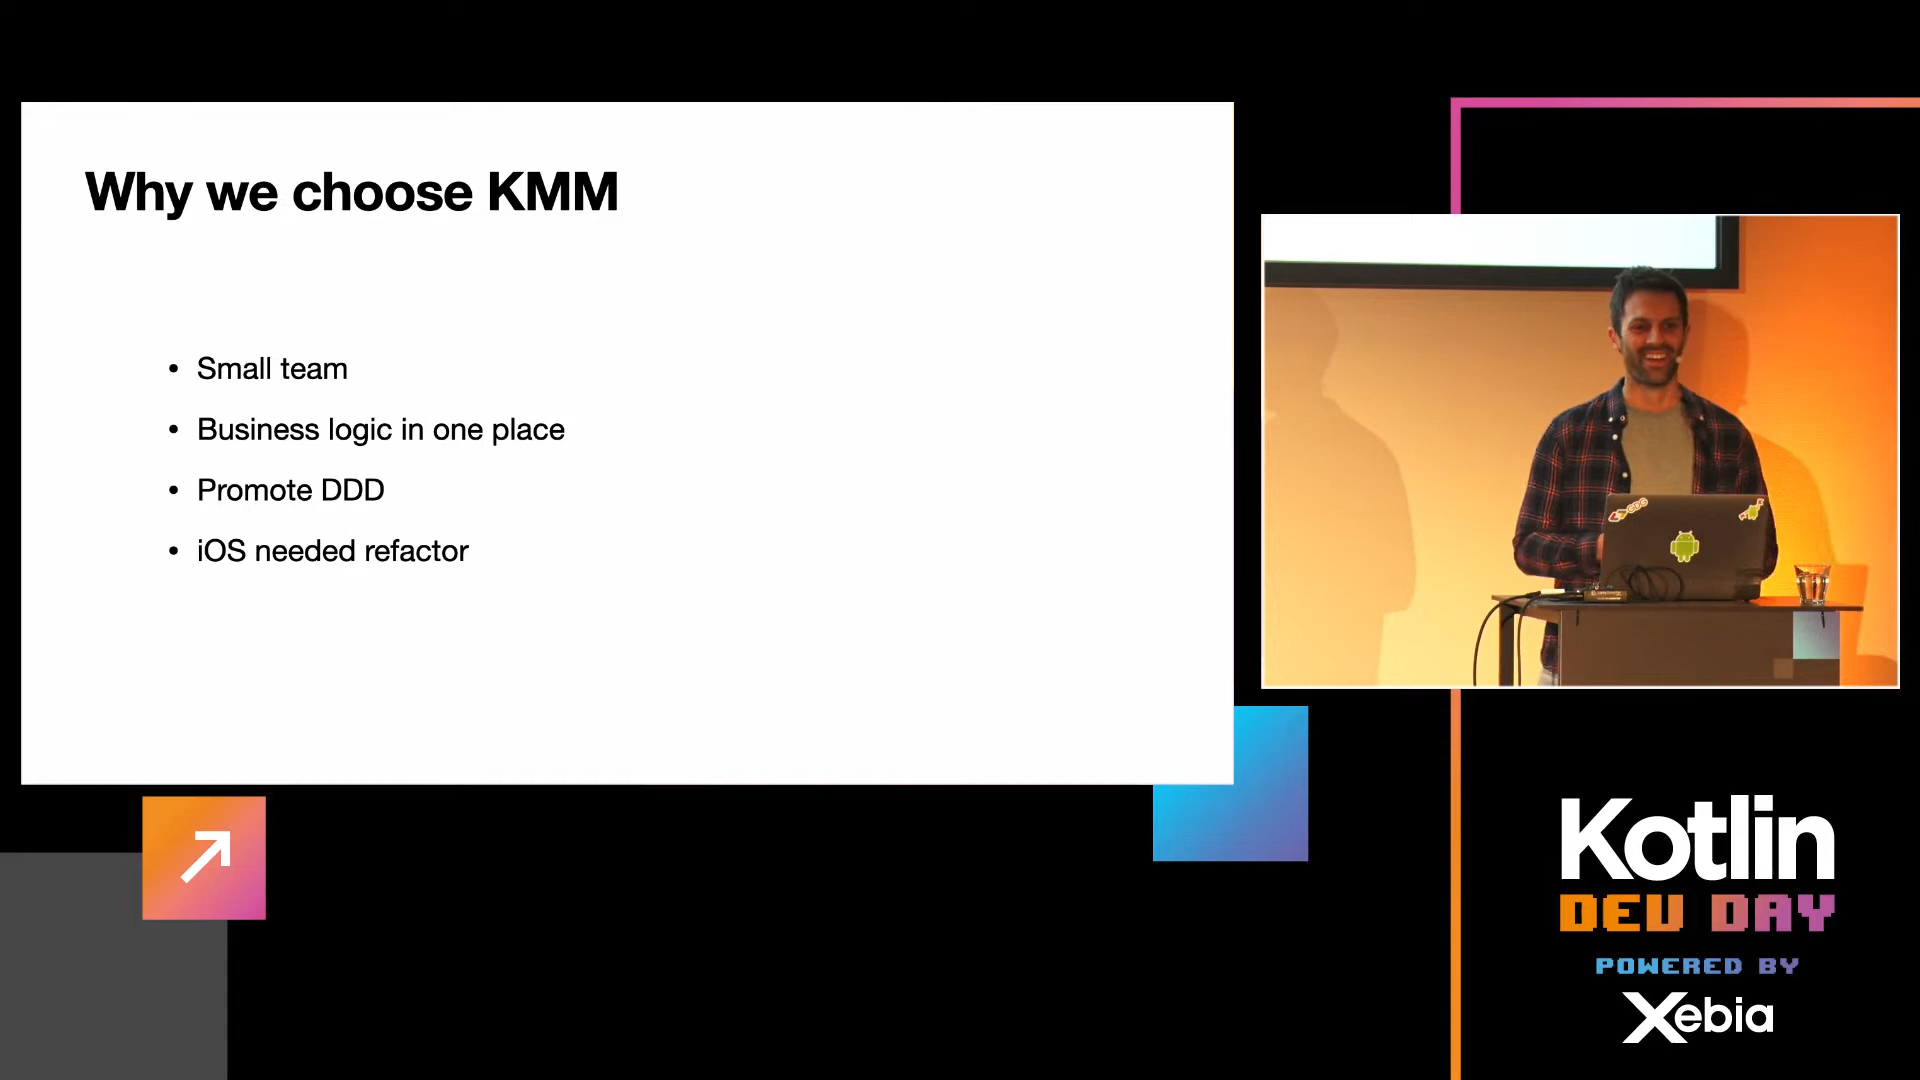 Why we choose KMM
• Small team
• Business logic in one place
• Promote DDD
• iOS needed refactor
GDG
Kotlin
DEV DAY
POWERED BY
Xebia